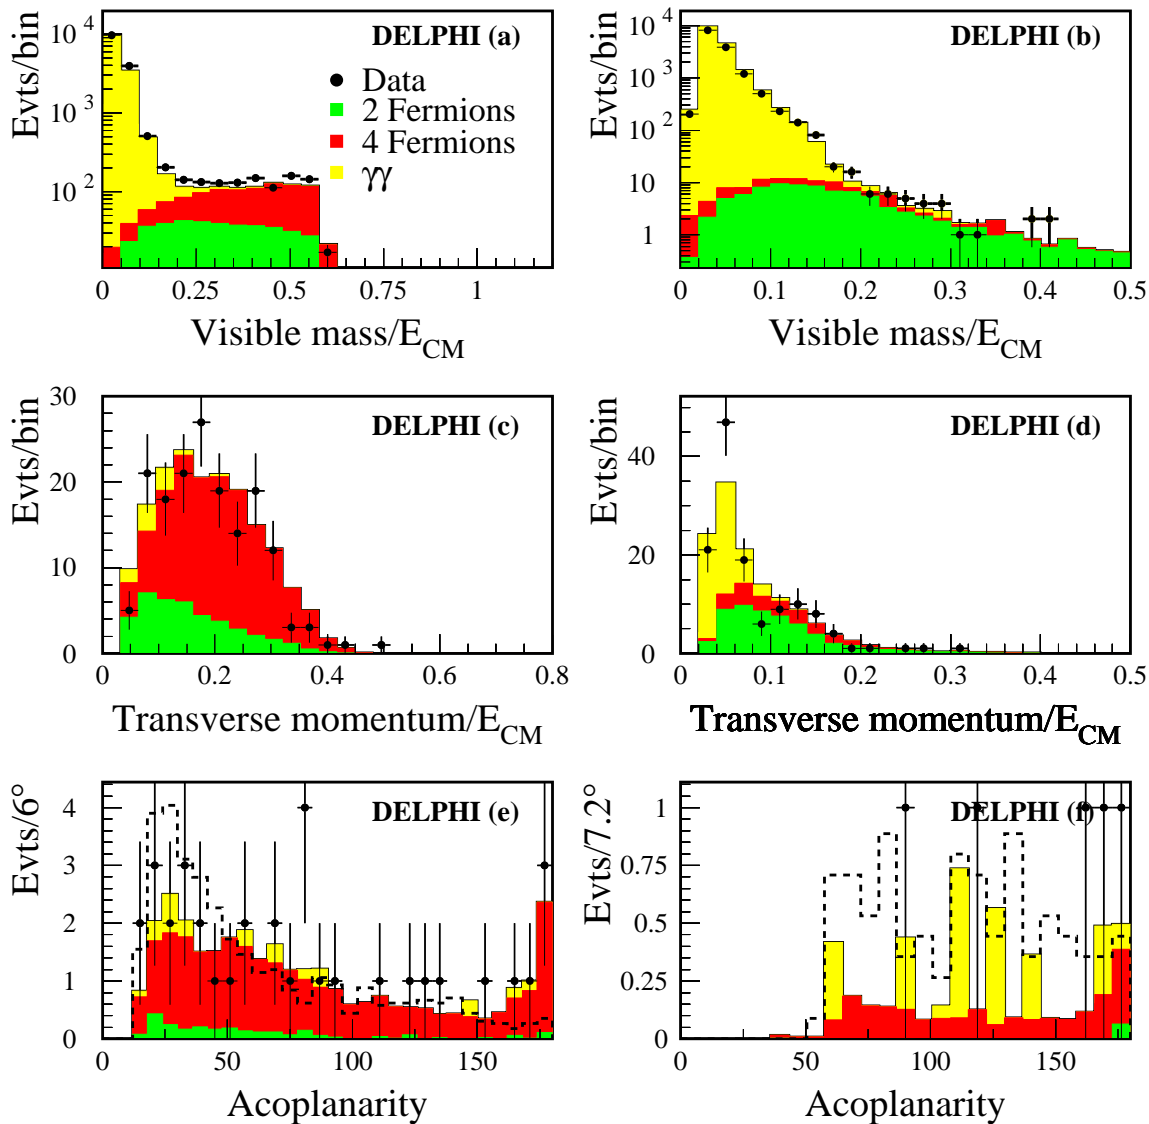 Evts/bin
10 4
10 3
10 2
DELPHI (a)
Data
2 Fermions
4 Fermions
γγ
0 0.25 0.5 0.75 1
Visible mass/ECM
Evts/bin
10 4
10 3
10 2
10
1
DELPHI (b)
0 0.1 0.2 0.3 0.4 0.5
Visible mass/ECM
Evts/bin
30
20
10
0
DELPHI (c)
0 0.2 0.4 0.6 0.8
Transverse momentum/ECM
Evts/bin
40
20
0
DELPHI (d)
0 0.1 0.2 0.3 0.4 0.5
Transverse momentum/ECM
Evts/6°
4
3
2
1
0
DELPHI (e)
0 50 100 150
Acoplanarity
Evts/7.2°
1
0.75
0.5
0.25
0
DELPHI (f)
0 50 100 150
Acoplanarity